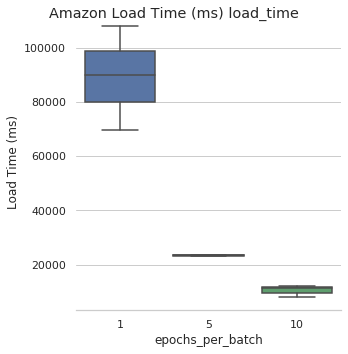 Amazon Load Time (ms) load_time
100000
80000
60000
40000
20000
Load Time (ms)
1 5 10
epochs_per_batch